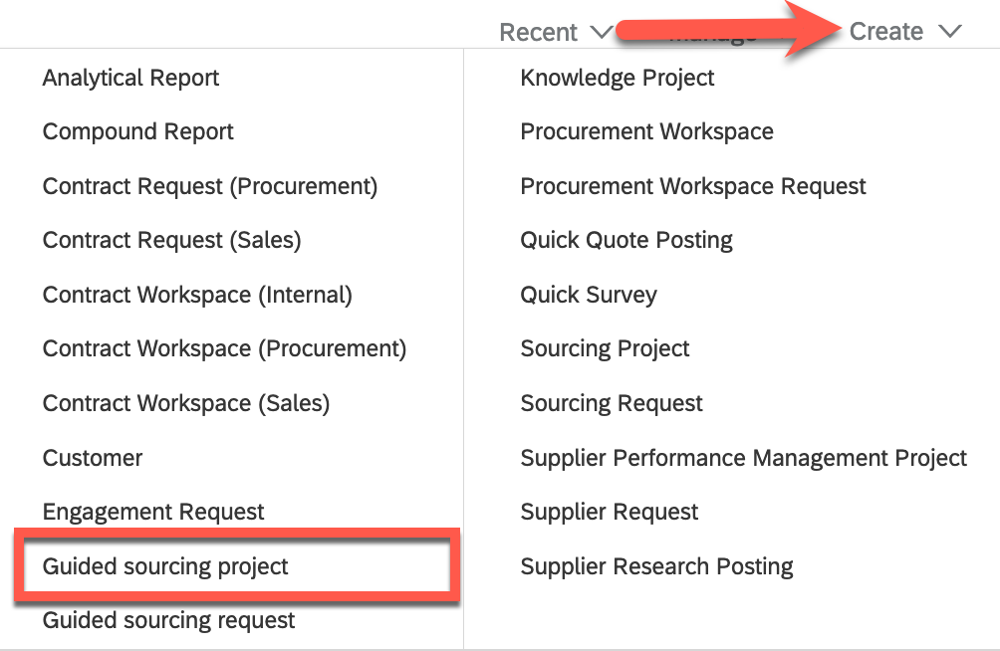 Recent Manage Create
Analytical Report
Compound Report
Contract Request (Procurement)
Contract Request (Sales)
Contract Workspace (Internal)
Contract Workspace (Procurement)
Contract Workspace (Sales)
Customer
Engagement Request
Guided sourcing project
Guided sourcing request
Knowledge Project
Procurement Workspace
Procurement Workspace Request
Quick Quote Posting
Quick Survey
Sourcing Project
Sourcing Request
Supplier Performance Management Project
Supplier Request
Supplier Research Posting